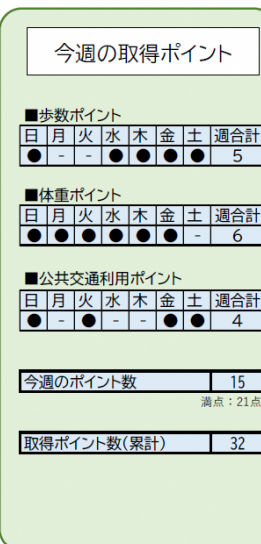 今週の取得ポイント
■歩数ポイント
日 月 火 水 木 金 土 週合計
● - - ● ● ● ● 5
■体重ポイント
日 月 火 水 木 金 土 週合計
● ● ● ● ● ● - 6
■公共交通利用ポイント
日 月 火 水 木 金 土 週合計
● - ● - - ● ● 4
今週のポイント数 15
満点：21点
取得ポイント数(累計) 32